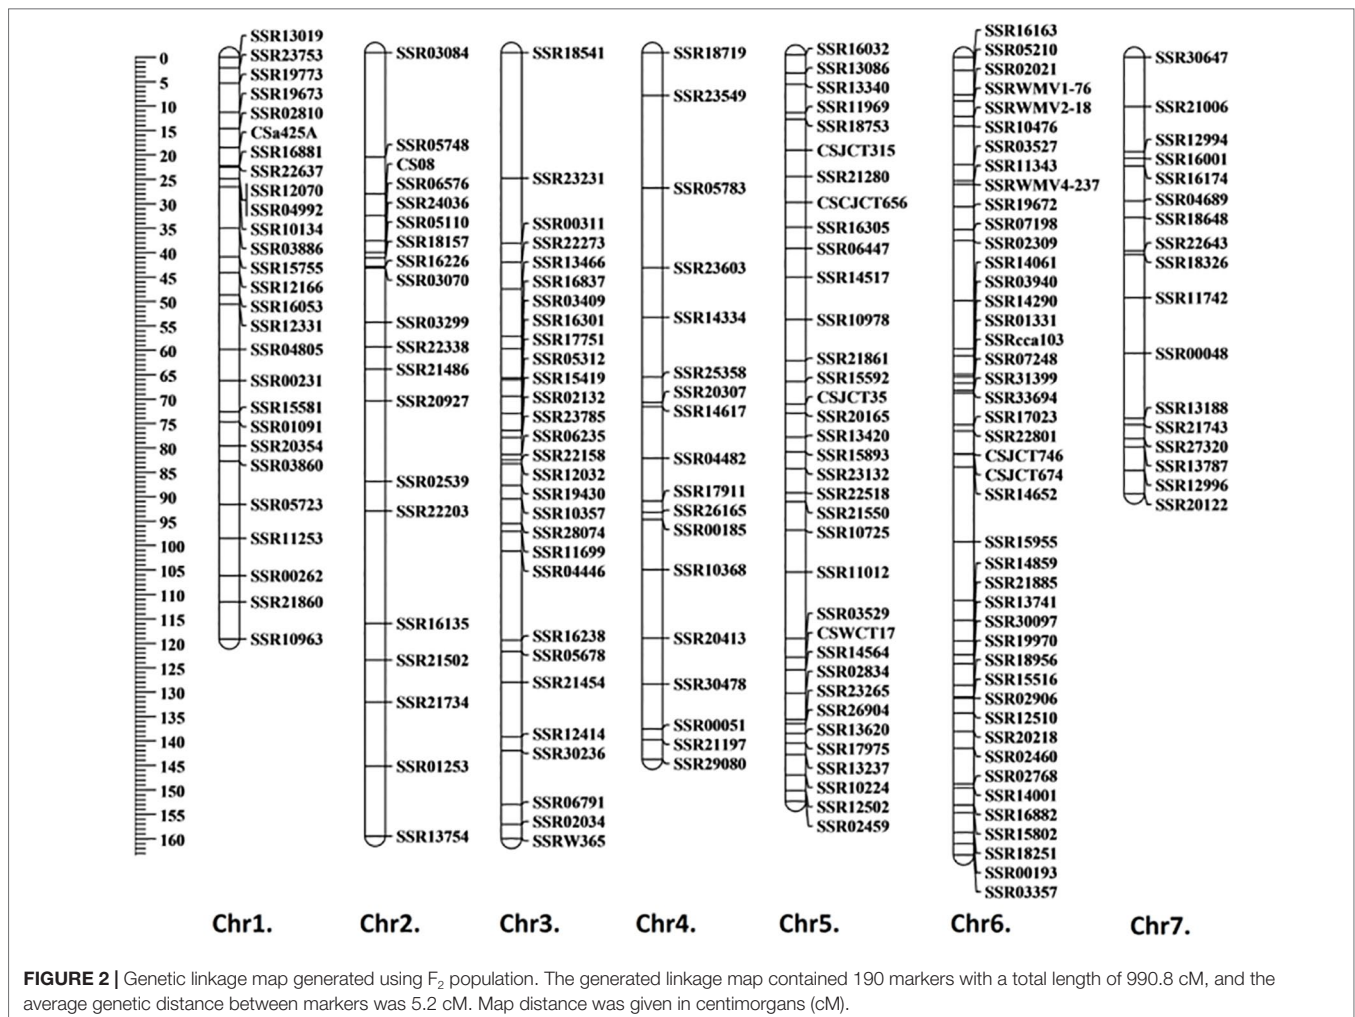 0
5
10
15
20
25
30
35
40
45
50
55
60
65
70
75
80
85
90
95
100
105
110
115
120
125
130
135
140
145
150
155
160
SSR13019
SSR23753
SSR19773
SSR19673
SSR02810
CSa425A
SSR16881
SSR22637
SSR12070
SSR04992
SSR10134
SSR03886
SSR15755
SSR12166
SSR16053
SSR12331
SSR04805
SSR00231
SSR15581
SSR01091
SSR20354
SSR03860
SSR05723
SSR11253
SSR00262
SSR21860
SSR10963
SSR03084
SSR05748
CS08
SSR06576
SSR24036
SSR05110
SSR18157
SSR16226
SSR03070
SSR03299
SSR22338
SSR21486
SSR20927
SSR02539
SSR22203
SSR16135
SSR21502
SSR21734
SSR01253
SSR13754
SSR18541
SSR23231
SSR00311
SSR22273
SSR13466
SSR16837
SSR03409
SSR16301
SSR17751
SSR05312
SSR15419
SSR02132
SSR23785
SSR06235
SSR22158
SSR12032
SSR19430
SSR10357
SSR28074
SSR11699
SSR04446
SSR16238
SSR05678
SSR21454
SSR12414
SSR30236
SSR06791
SSR02034
SSRW365
SSR18719
SSR23549
SSR05783
SSR23603
SSR14334
SSR25358
SSR20307
SSR14617
SSR04482
SSR17911
SSR26165
SSR00185
SSR10368
SSR20413
SSR30478
SSR00051
SSR21197
SSR29080
SSR16032
SSR13086
SSR13340
SSR11969
SSR18753
CSJCT315
SSR21280
CSCJCT656
SSR16305
SSR06447
SSR14517
SSR10978
SSR21861
SSR15592
CSJCT35
SSR20165
SSR13420
SSR15893
SSR23132
SSR22518
SSR21550
SSR10725
SSR11012
SSR03529
CSWCT17
SSR14564
SSR02834
SSR23265
SSR26904
SSR13620
SSR17975
SSR13237
SSR10224
SSR12502
SSR02459
SSR16163
SSR05210
SSR02021
SSRWMV1-76
SSRWMV2-18
SSR10476
SSR03527
SSR11343
SSRWMV4-237
SSR19672
SSR07198
SSR02309
SSR14061
SSR03940
SSR14290
SSR01331
SSRcca103
SSR07248
SSR31399
SSR33694
SSR17023
SSR22801
CSJCT746
CSJCT674
SSR14652
SSR15955
SSR14859
SSR21885
SSR13741
SSR30097
SSR19970
SSR18956
SSR15516
SSR02906
SSR12510
SSR20218
SSR02460
SSR02768
SSR14001
SSR16882
SSR15802
SSR18251
SSR00193
SSR03357
SSR30647
SSR21006
SSR12994
SSR16001
SSR16174
SSR04689
SSR18648
SSR22643
SSR18326
SSR11742
SSR00048
SSR13188
SSR21743
SSR27320
SSR13787
SSR12996
SSR20122
Chr1. Chr2. Chr3. Chr4. Chr5. Chr6. Chr7.
FIGURE 2 | Genetic linkage map generated using F2 population. The generated linkage map contained 190 markers with a total length of 990.8 cM, and the
average genetic distance between markers was 5.2 cM. Map distance was given in centimorgans (cM).